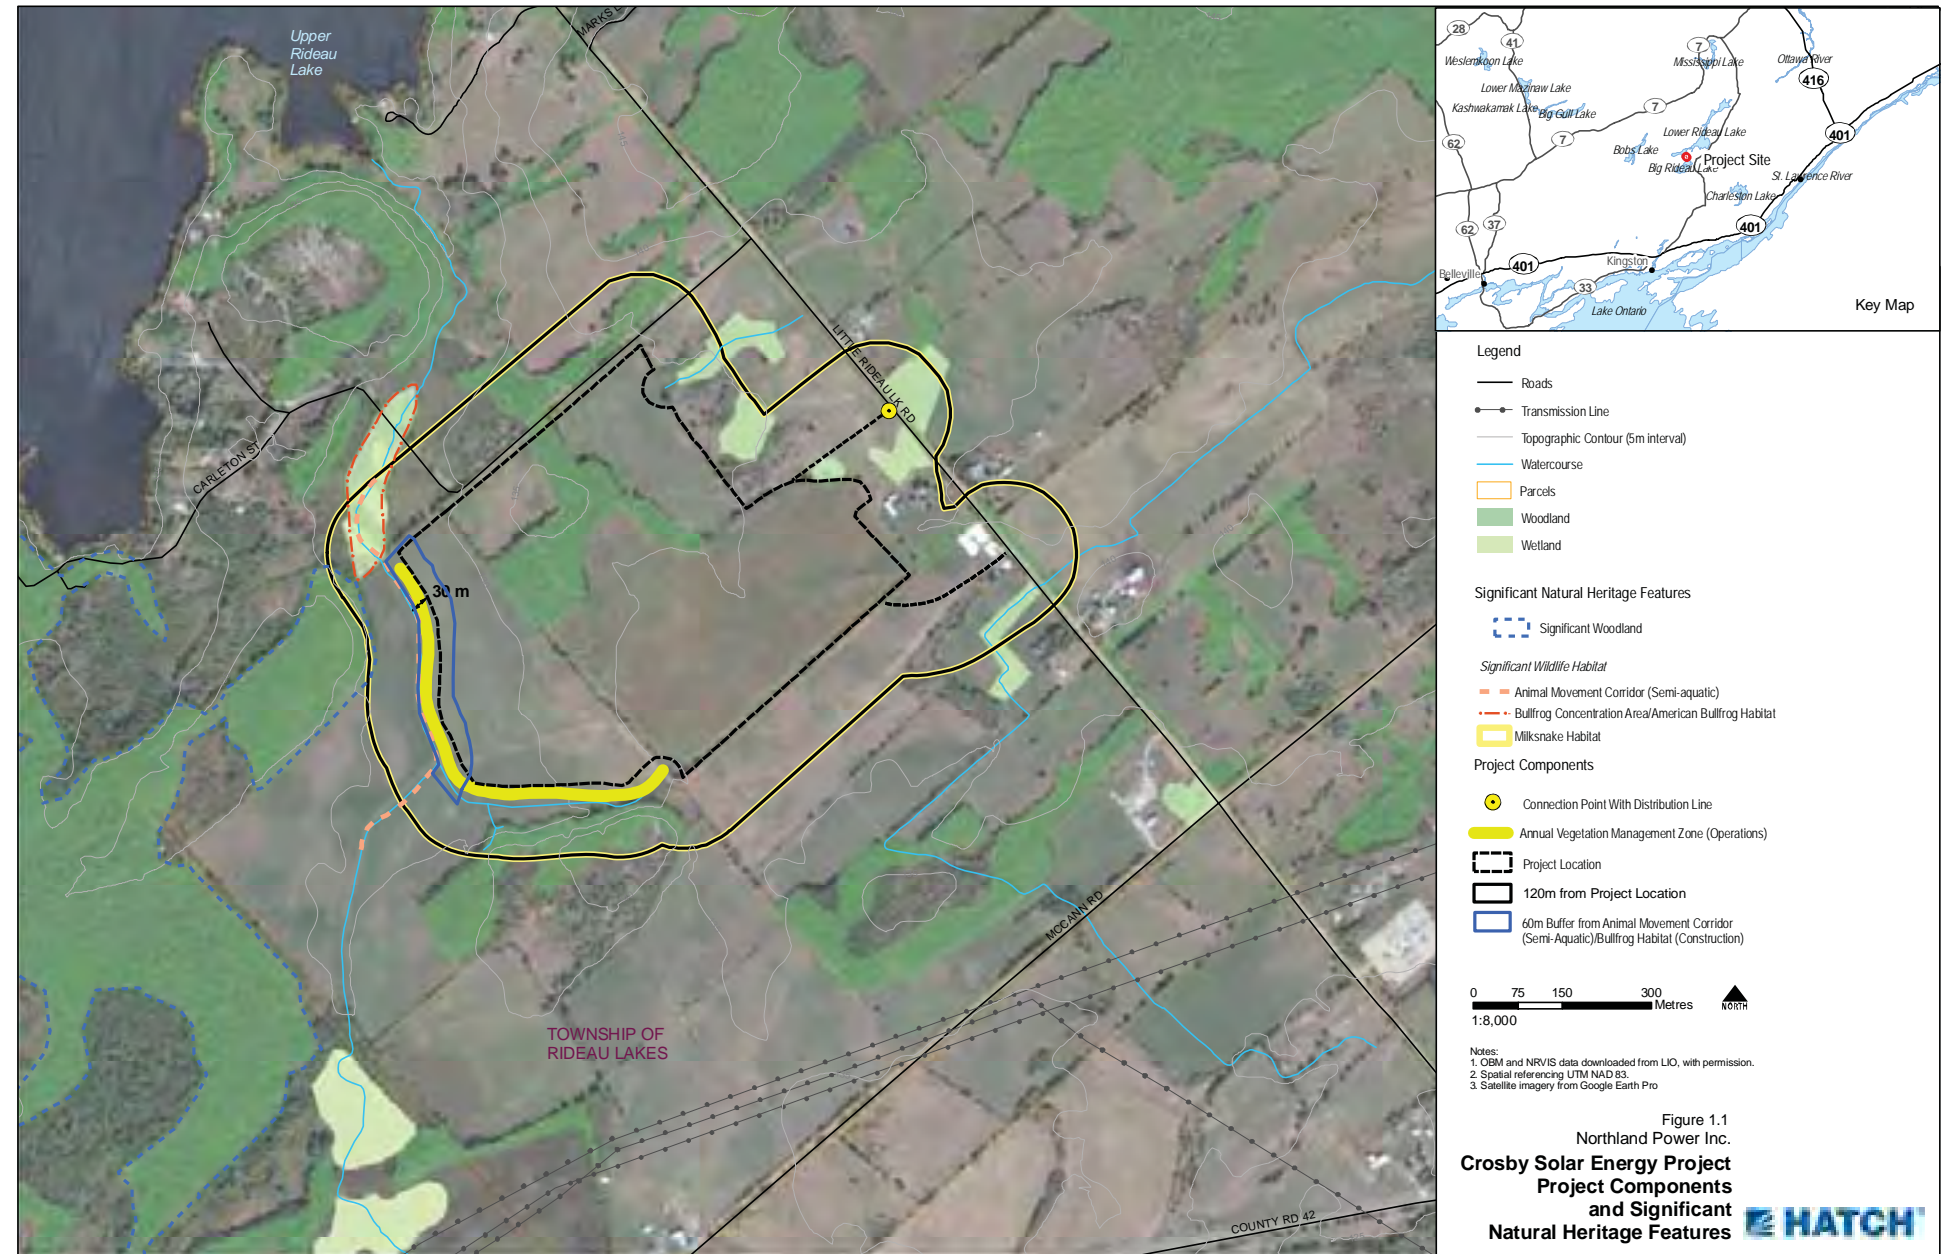 Upper
Rideau
Lake
LITTLE RIDEAU LK RD
CARLETON ST
30 m
MCCANN RD
TOWNSHIP OF
RIDEAU LAKES
COUNTY RD 42
28
41
7
Weslemkoon Lake
Mississippi Lake
Ottawa River
416
Lower Mazinaw Lake
Kashwakamak Lake
Big Gull Lake
7
7
401
62
Lower Rideau Lake
Bobs Lake
Project Site
Big Rideau Lake
St. Lawrence River
Charleston Lake
62
37
401
401
Kingston
Belleville
33
Lake Ontario
Key Map
Legend
Roads
Transmission Line
Topographic Contour (5m interval)
Watercourse
Parcels
Woodland
Wetland
Significant Natural Heritage Features
Significant Woodland
Significant Wildlife Habitat
Animal Movement Corridor (Semi-aquatic)
Bullfrog Concentration Area/American Bullfrog Habitat
Milksnake Habitat
Project Components
Connection Point With Distribution Line
Annual Vegetation Management Zone (Operations)
Project Location
120m from Project Location
60m Buffer from Animal Movement Corridor
(Semi-Aquatic)/Bullfrog Habitat (Construction)
0 75 150 300
Metres
1:8,000
NORTH
Notes:
1. OBM and NRVIS data downloaded from LIO, with permission.
2. Spatial referencing UTM NAD 83.
3. Satellite imagery from Google Earth Pro
Figure 1.1
Northland Power Inc.
Crosby Solar Energy Project
Project Components
and Significant
Natural Heritage Features
HATCH